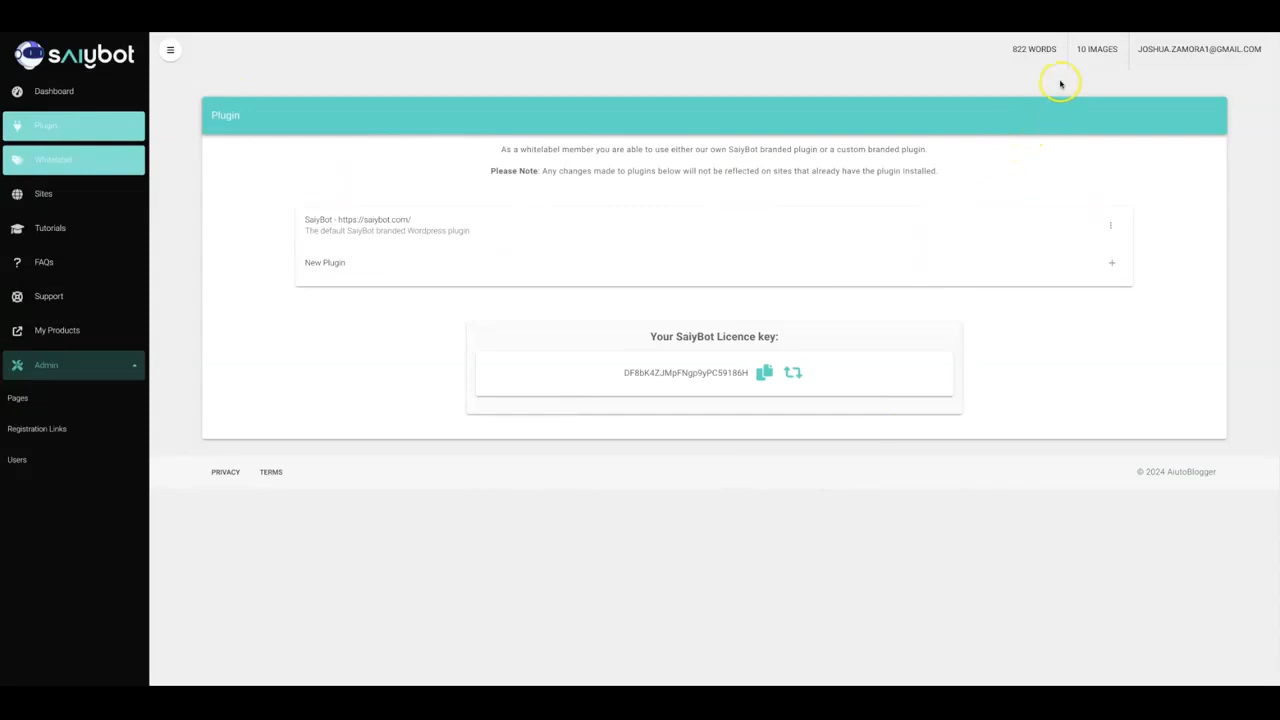 saiybot
822 WORDS
10 IMAGES
JOSHUA.ZAMORA1@GMAIL.COM
Dashboard
Plugin
Whitelabel
Sites
Tutorials
FAQs
Support
My Products
Admin
Pages
Registration Links
Users
Plugin
As a whitelabel member you are able to use either our own SaiyBot branded plugin or a custom branded plugin.
Please Note: Any changes made to plugins below will not be reflected on sites that already have the plugin installed.
SaiyBot - https://saiybot.com/
The default SaiyBot branded Wordpress plugin
New Plugin
Your SaiyBot Licence key:
DF8bK4ZJMpFNgp9yPC59186H
PRIVACY
TERMS
© 2024 AiutoBlogger